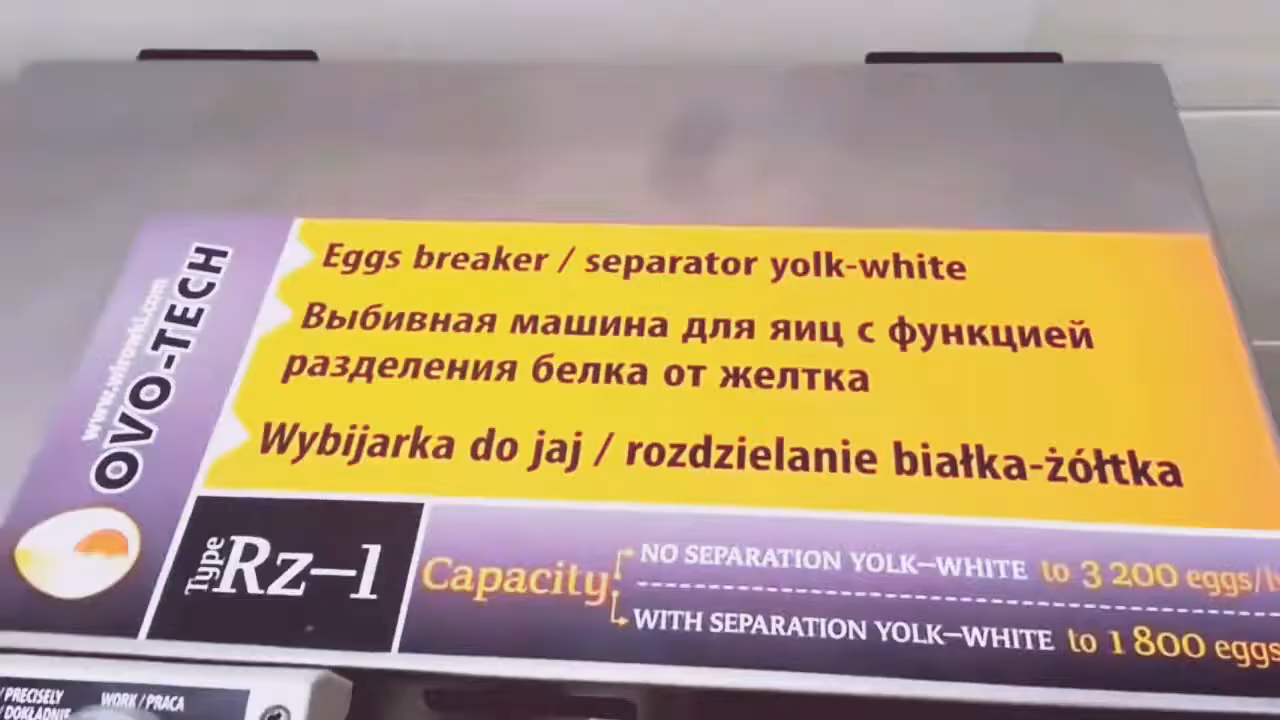 Eggs breaker / separator yolk-white
Выбивная машина для яиц с функцией
разделения белка от желтка
Wybijarka do jaj / rozdzielanie białka-żółtka
OVO-TECH
Type Rz-1
Capacity
NO SEPARATION YOLK-WHITE to 3 200 eggs/h
WITH SEPARATION YOLK-WHITE to 1 800 eggs
/ PRECISELY
/ DOKŁADNIE
WORK / PRACA